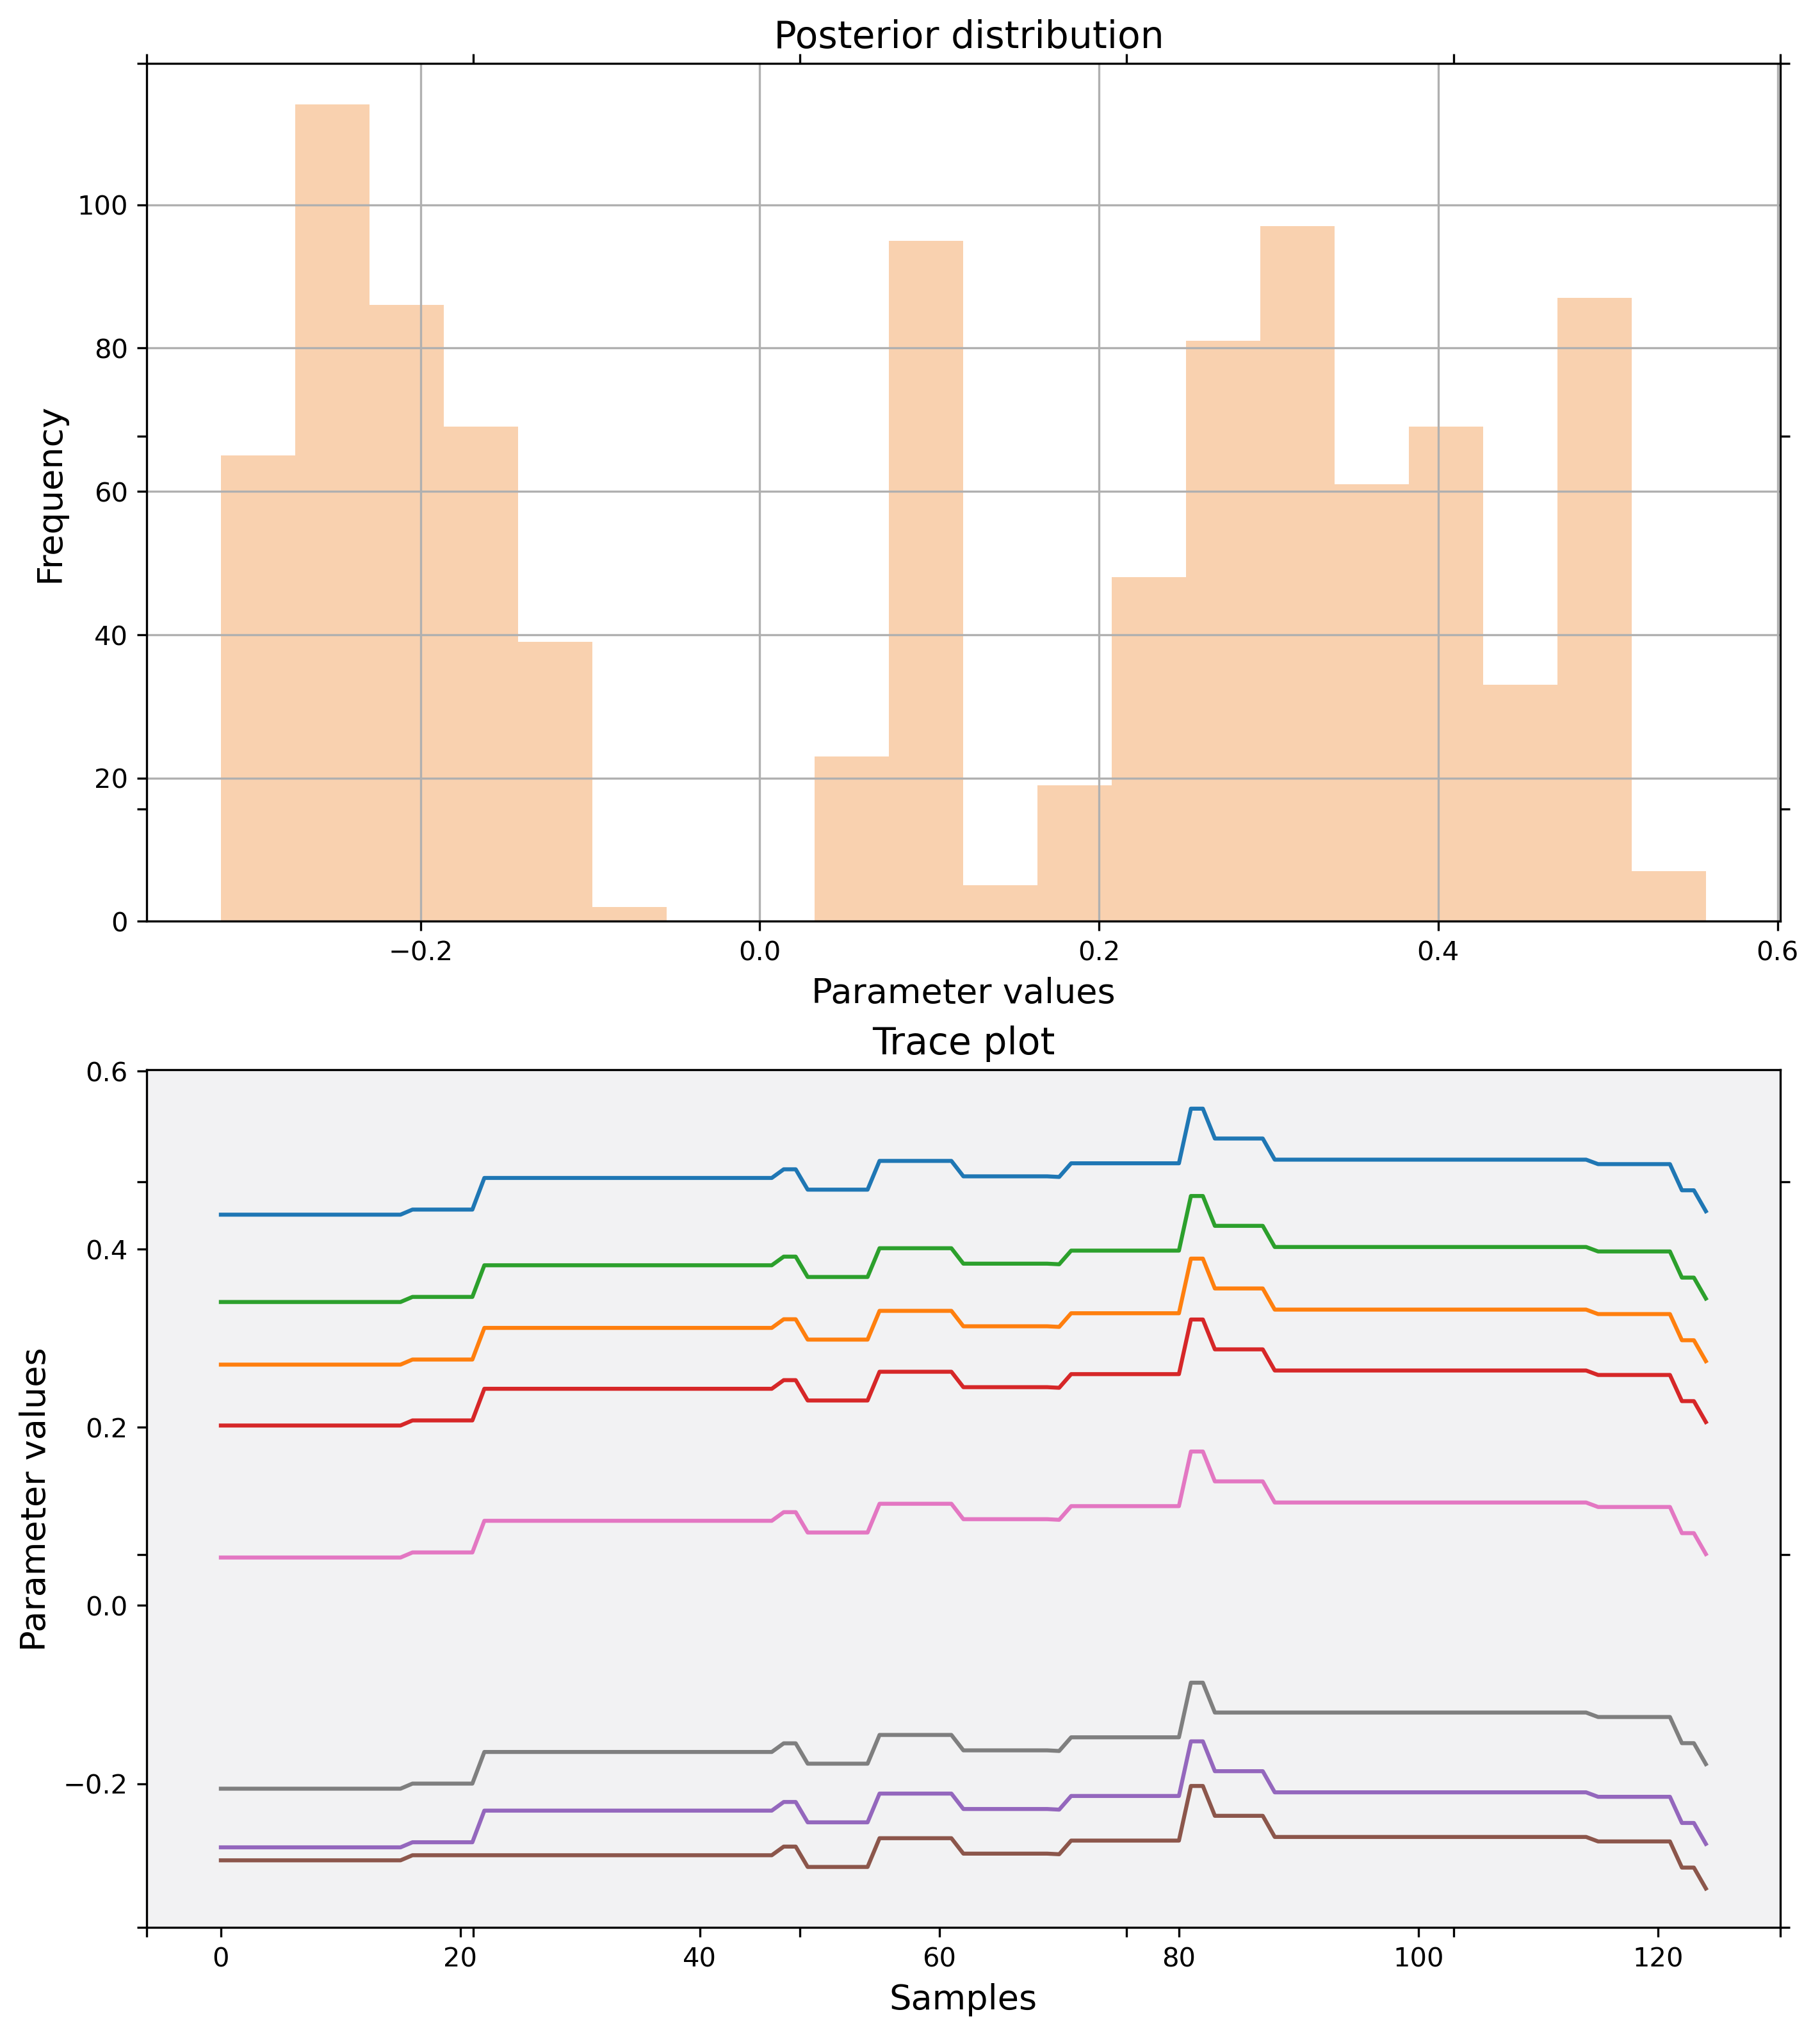 Posterior distribution
100
80
60
40
20
0
Frequency
−0.2 0.0 0.2 0.4 0.6
Parameter values
Trace plot
0.6
0.4
0.2
0.0
−0.2
Parameter values
0 20 40 60 80 100 120
Samples